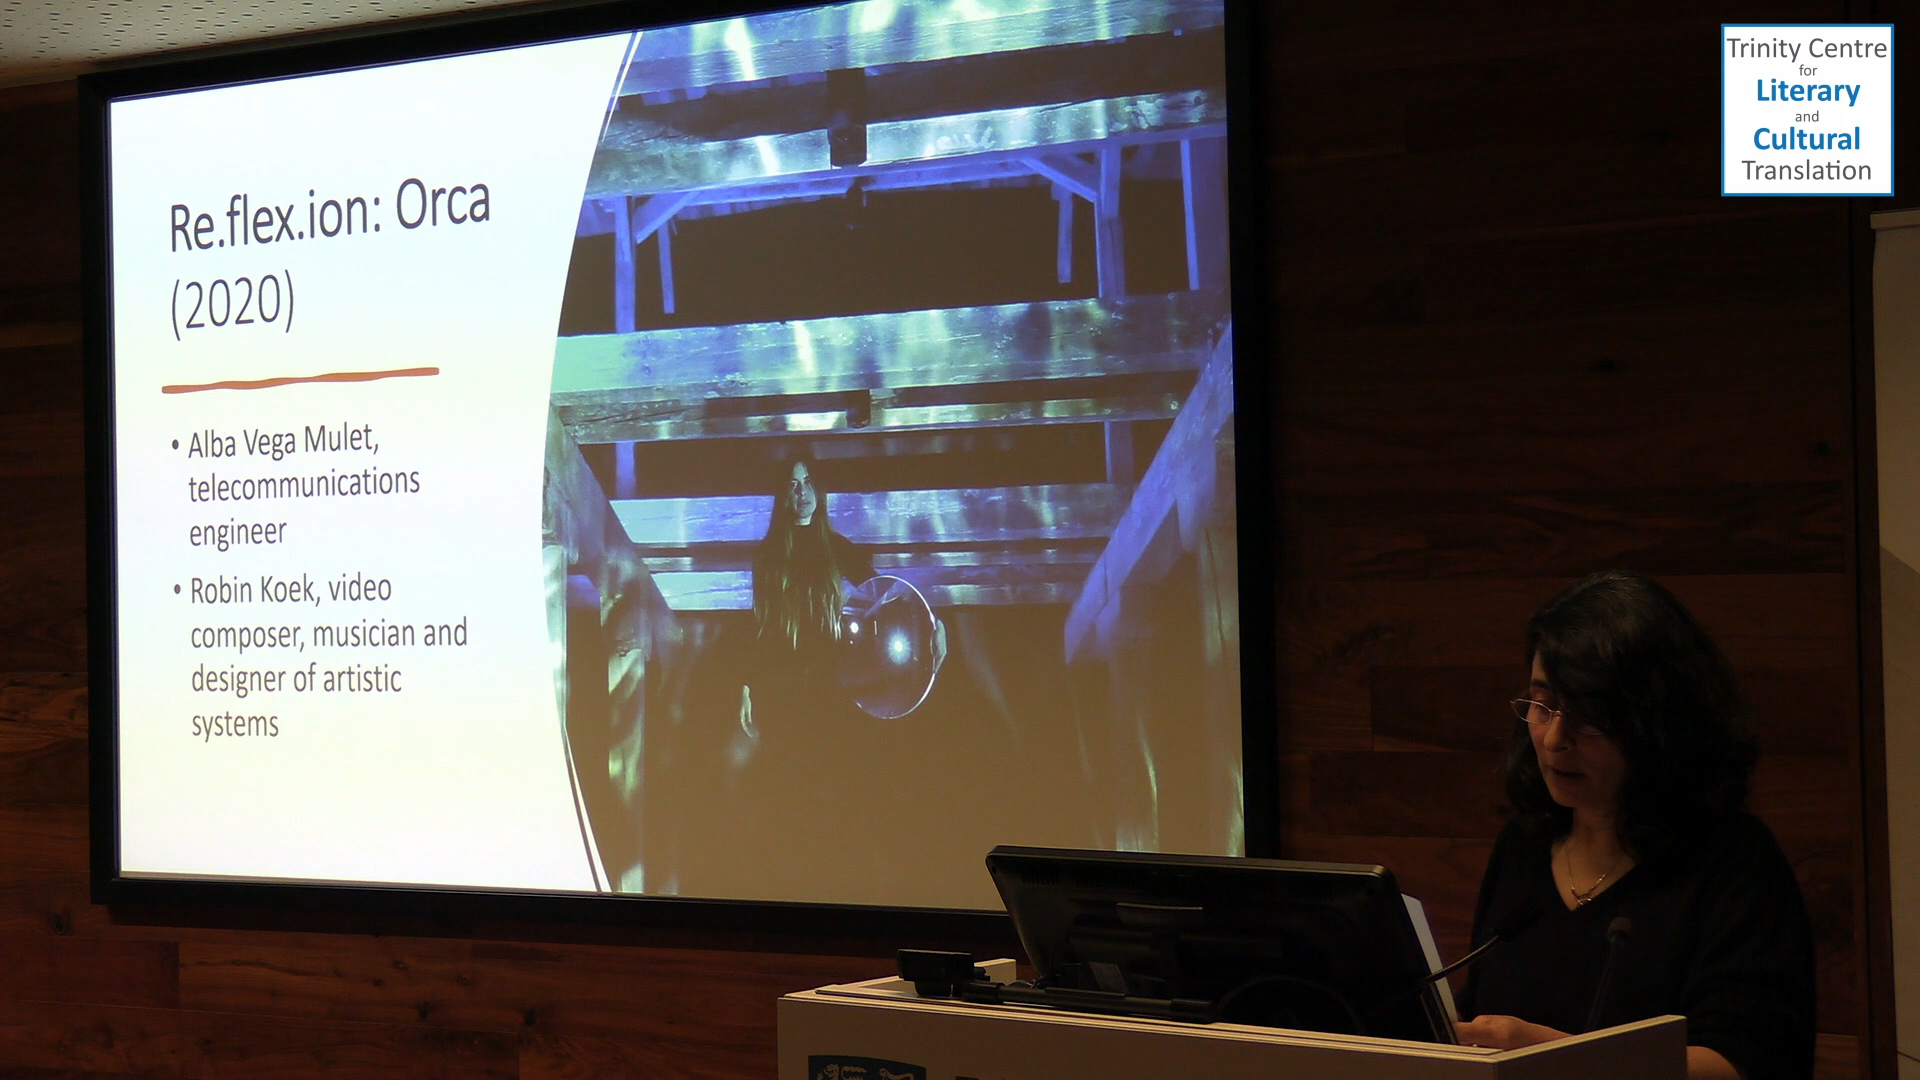 Re.flex.ion: Orca
(2020)
• Alba Vega Mulet,
telecommunications
engineer
• Robin Koek, video
composer, musician and
designer of artistic
systems
Trinity Centre
for
Literary
and
Cultural
Translation